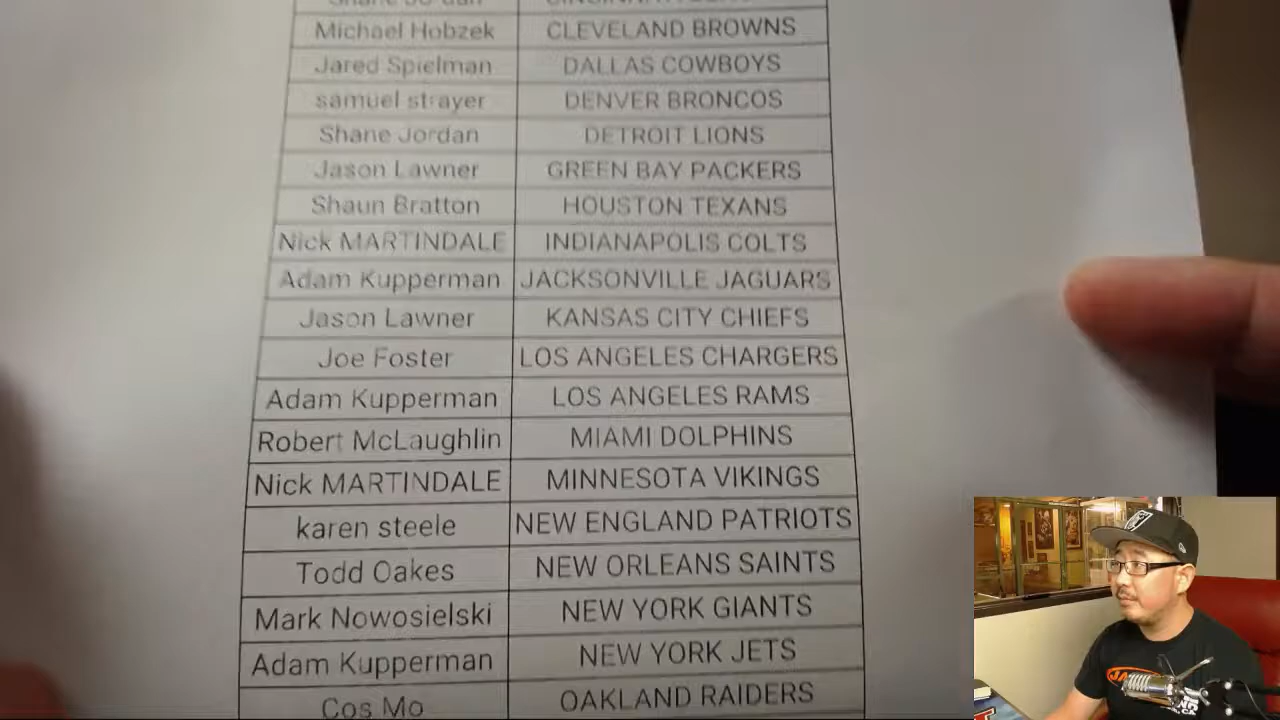 Michael Hobzek CLEVELAND BROWNS
Jared Spielman DALLAS COWBOYS
samuel strayer DENVER BRONCOS
Shane Jordan DETROIT LIONS
Jason Lawner GREEN BAY PACKERS
Shaun Bratton HOUSTON TEXANS
Nick MARTINDALE INDIANAPOLIS COLTS
Adam Kupperman JACKSONVILLE JAGUARS
Jason Lawner KANSAS CITY CHIEFS
Joe Foster LOS ANGELES CHARGERS
Adam Kupperman LOS ANGELES RAMS
Robert McLaughlin MIAMI DOLPHINS
Nick MARTINDALE MINNESOTA VIKINGS
karen steele NEW ENGLAND PATRIOTS
Todd Oakes NEW ORLEANS SAINTS
Mark Nowosielski NEW YORK GIANTS
Adam Kupperman NEW YORK JETS
Cos Mo OAKLAND RAIDERS